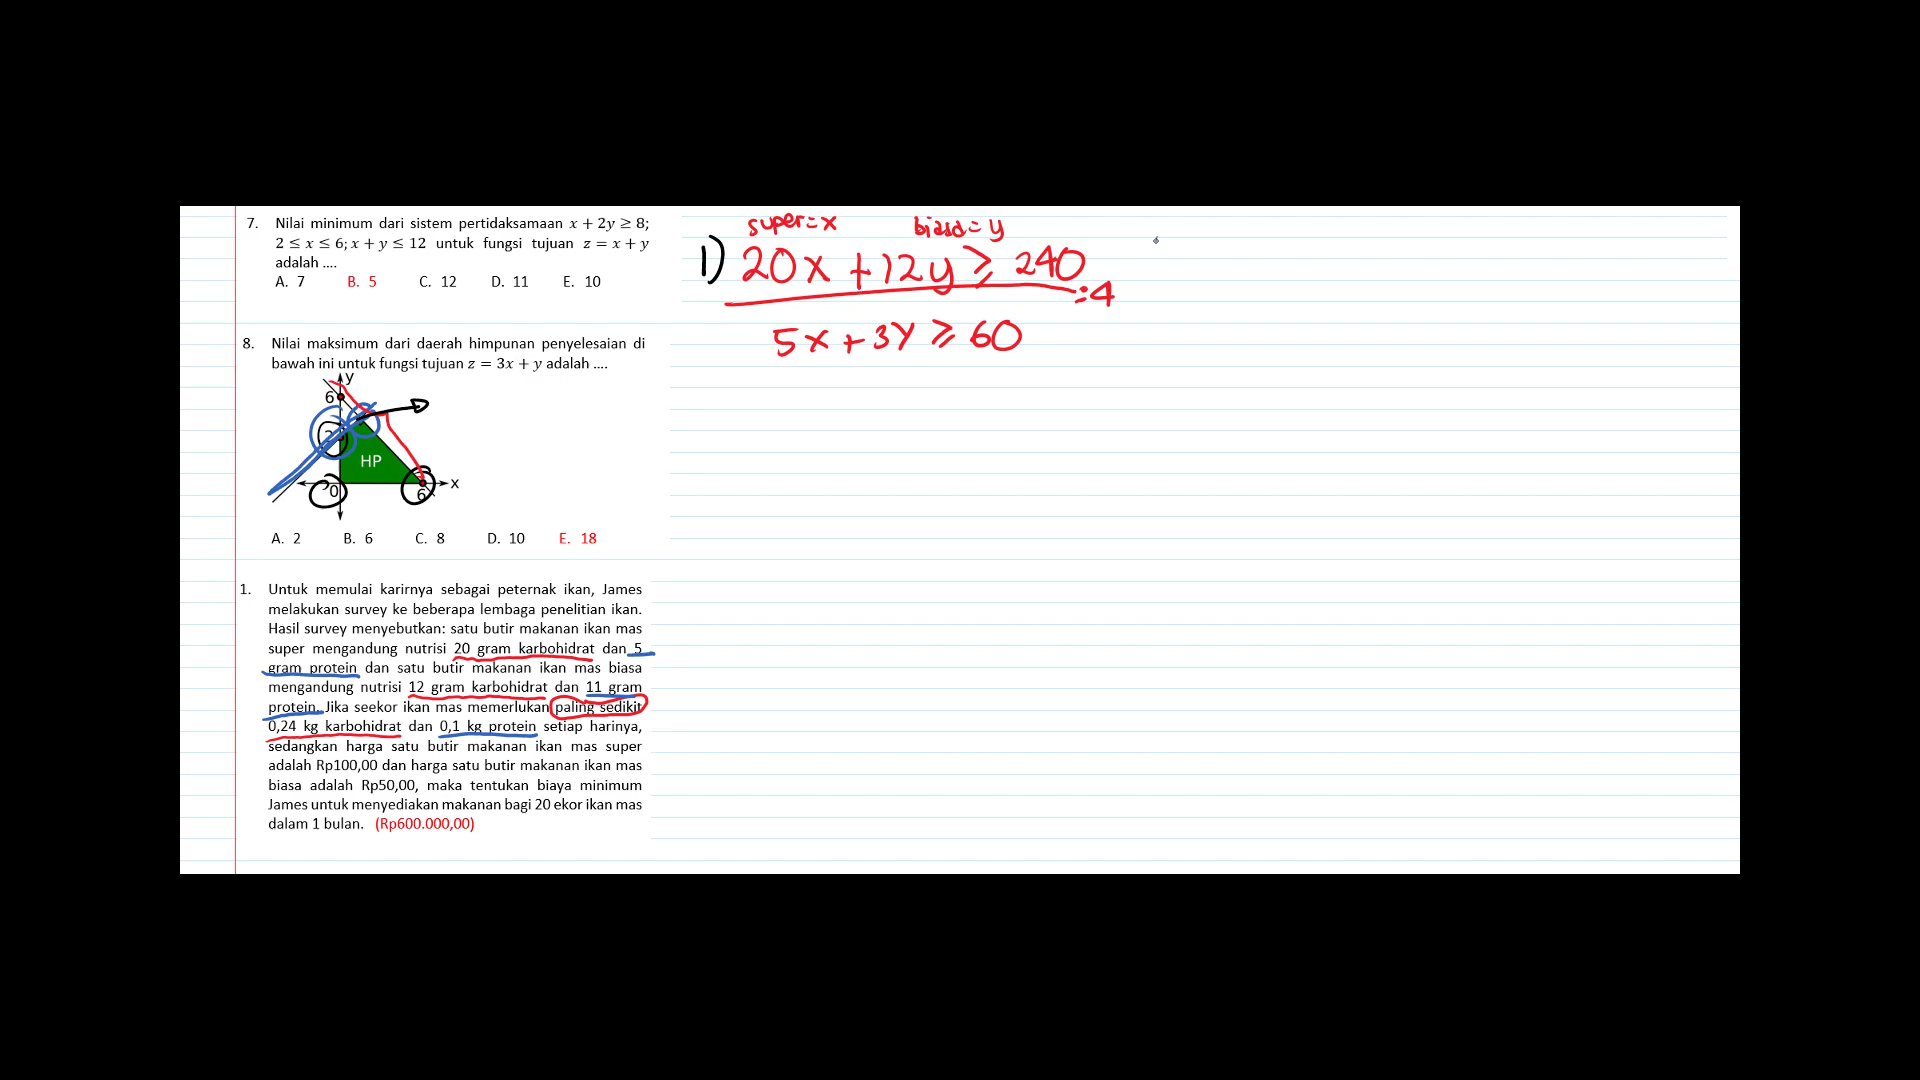 7. Nilai minimum dari sistem pertidaksamaan x + 2y ≥ 8;
2 ≤ x ≤ 6; x + y ≤ 12 untuk fungsi tujuan z = x + y
adalah ....
A. 7 B. 5 C. 12 D. 11 E. 10
8. Nilai maksimum dari daerah himpunan penyelesaian di
bawah ini untuk fungsi tujuan z = 3x + y adalah ....
y
6
HP
0
6
x
A. 2 B. 6 C. 8 D. 10 E. 18
1. Untuk memulai karirnya sebagai peternak ikan, James
melakukan survey ke beberapa lembaga penelitian ikan.
Hasil survey menyebutkan: satu butir makanan ikan mas
super mengandung nutrisi 20 gram karbohidrat dan 5
gram protein dan satu butir makanan ikan mas biasa
mengandung nutrisi 12 gram karbohidrat dan 11 gram
protein. Jika seekor ikan mas memerlukan paling sedikit
0,24 kg karbohidrat dan 0,1 kg protein setiap harinya,
sedangkan harga satu butir makanan ikan mas super
adalah Rp100,00 dan harga satu butir makanan ikan mas
biasa adalah Rp50,00, maka tentukan biaya minimum
James untuk menyediakan makanan bagi 20 ekor ikan mas
dalam 1 bulan. (Rp600.000,00)
super = x biasa = y
1) 20x + 12y ≥ 240
:4
5x + 3y ≥ 60